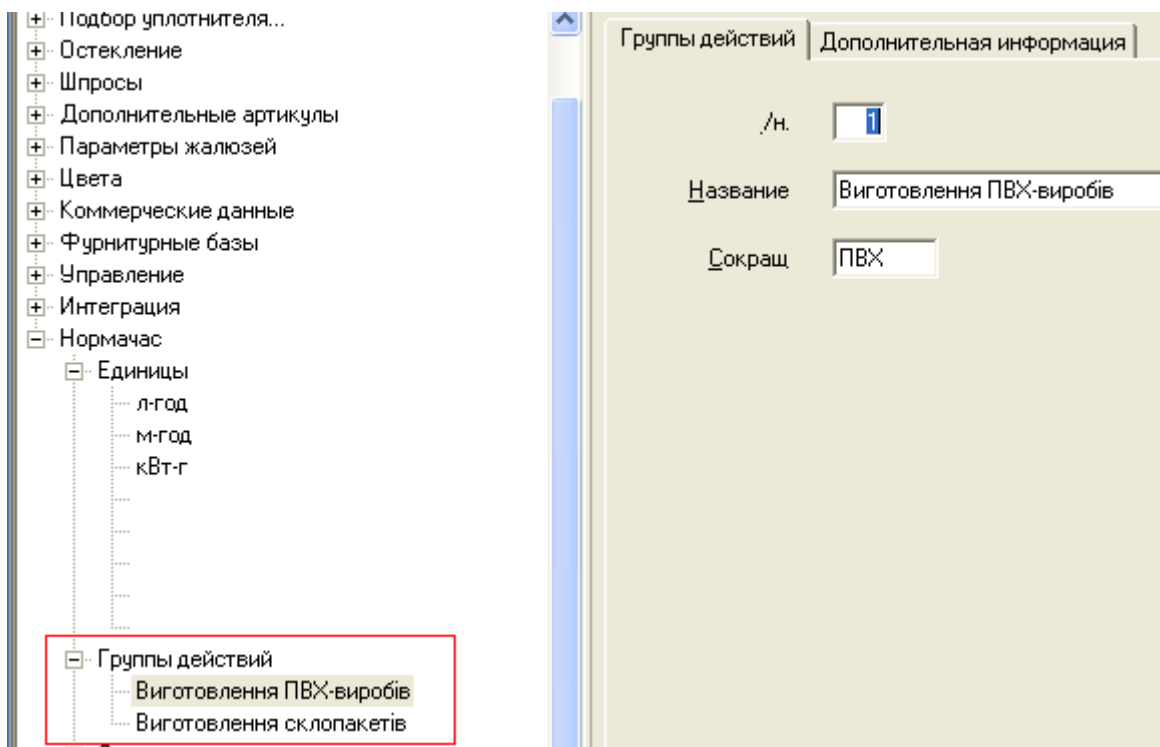 Подбор уплотнителя...
Остекление
Шпросы
Дополнительные артикулы
Параметры жалюзей
Цвета
Коммерческие данные
Фурнитурные базы
Управление
Интеграция
Нормачас
Единицы
л-год
м-год
кВт-г
Группы действий
Виготовлення ПВХ-виробів
Виготовлення склопакетів
Группы действий Дополнительная информация
/н. 1
Название Виготовлення ПВХ-виробів
Сокращ ПВХ